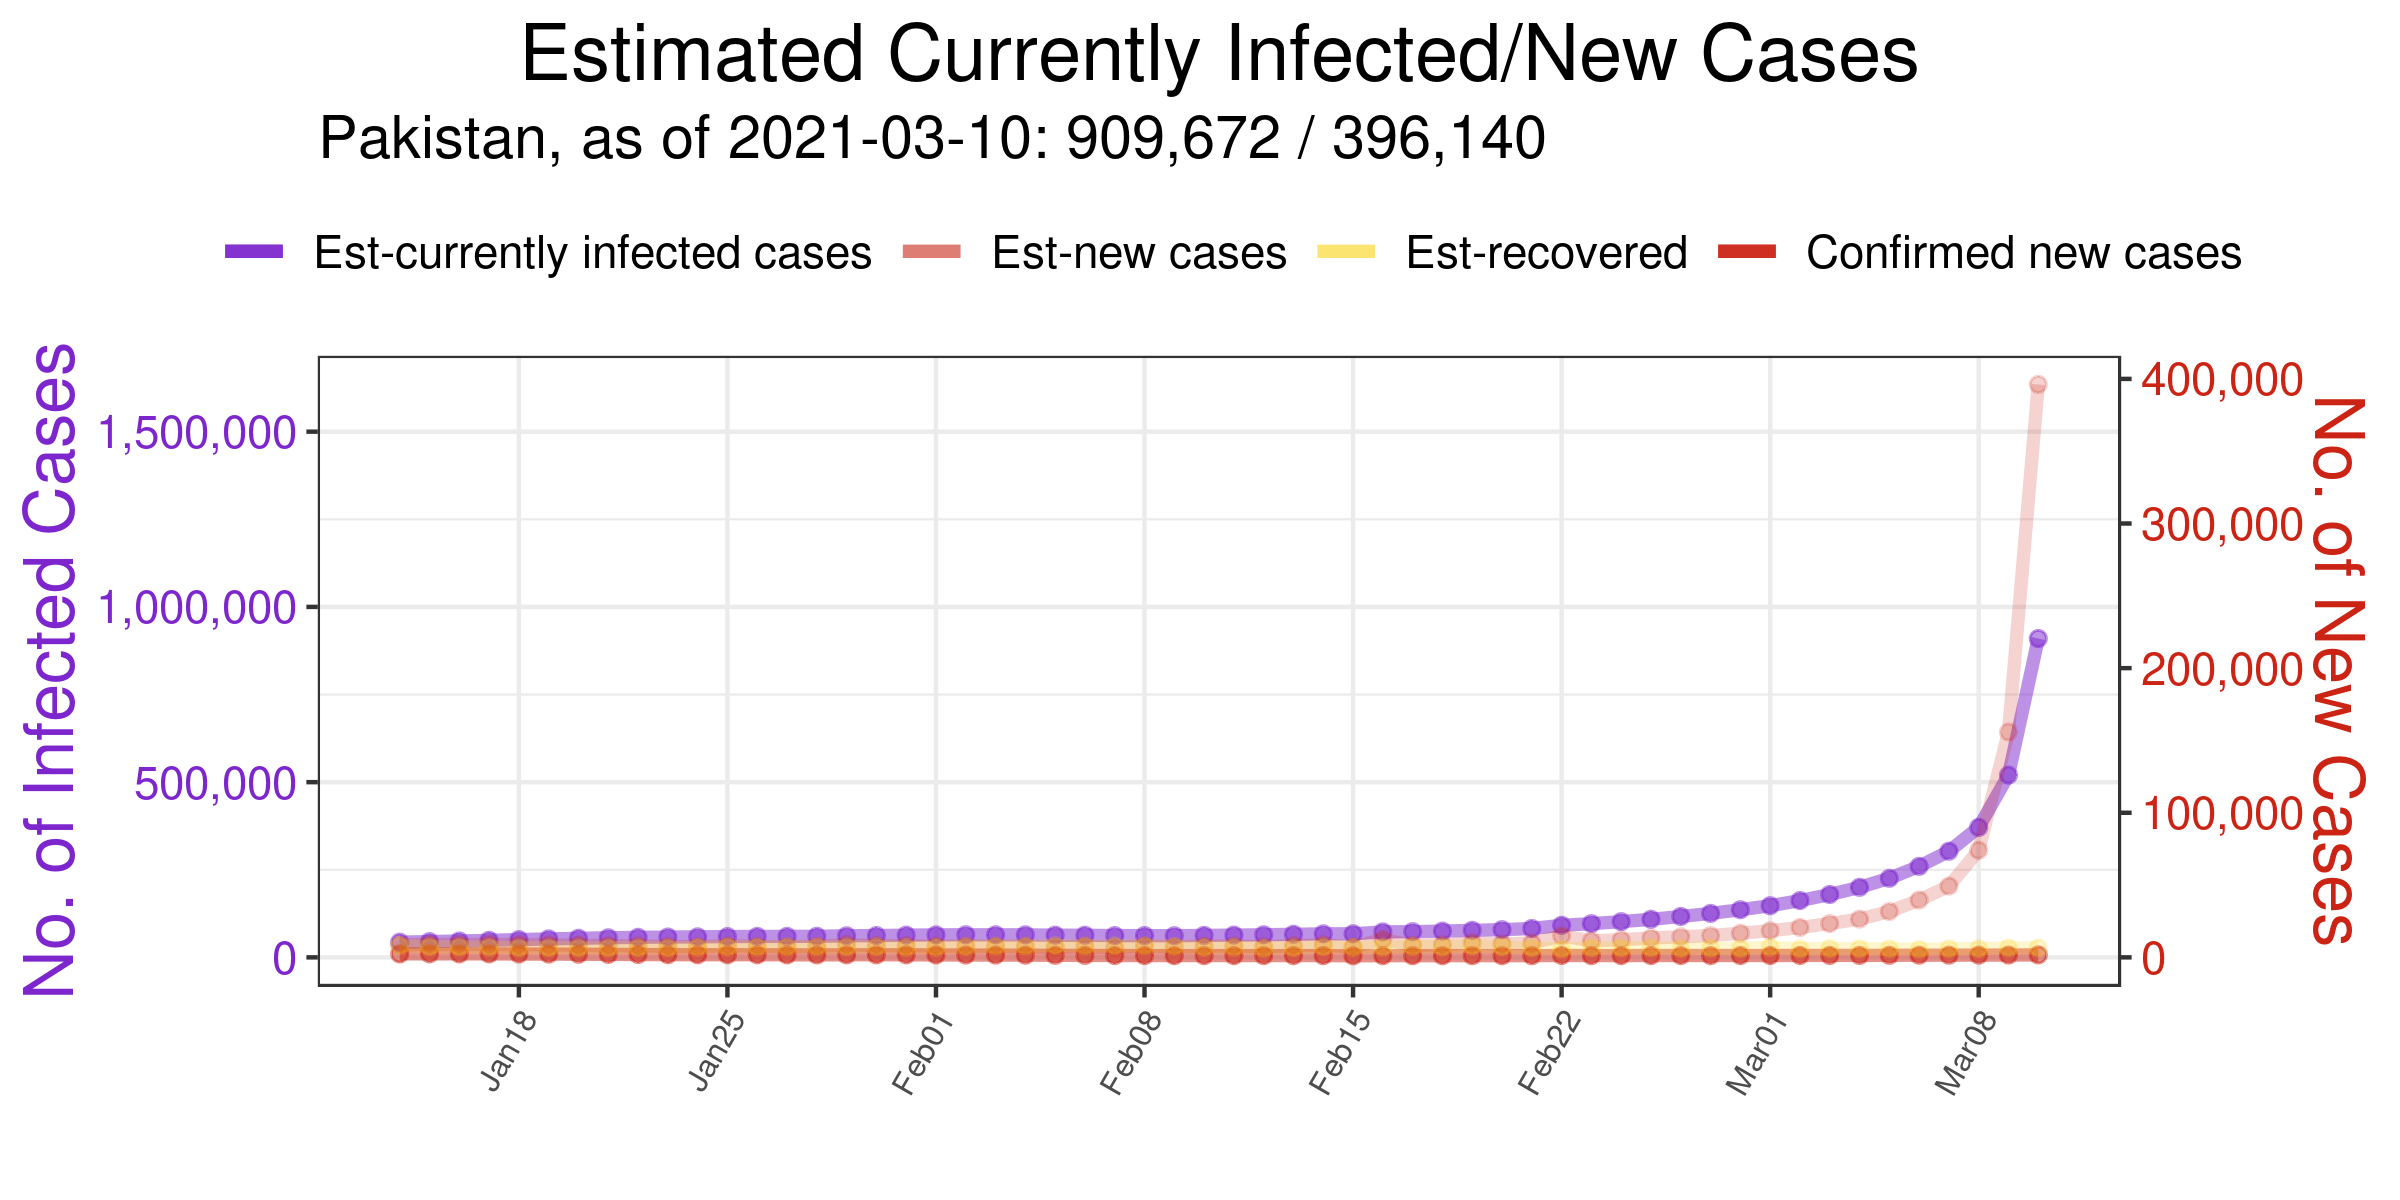 Estimated Currently Infected/New Cases
Pakistan, as of 2021-03-10: 909,672 / 396,140
Est-currently infected cases Est-new cases Est-recovered Confirmed new cases
No. of Infected Cases
1,500,000
1,000,000
500,000
0
400,000
300,000
200,000
100,000
0
No. of New Cases
Jan18 Jan25 Feb01 Feb08 Feb15 Feb22 Mar01 Mar08